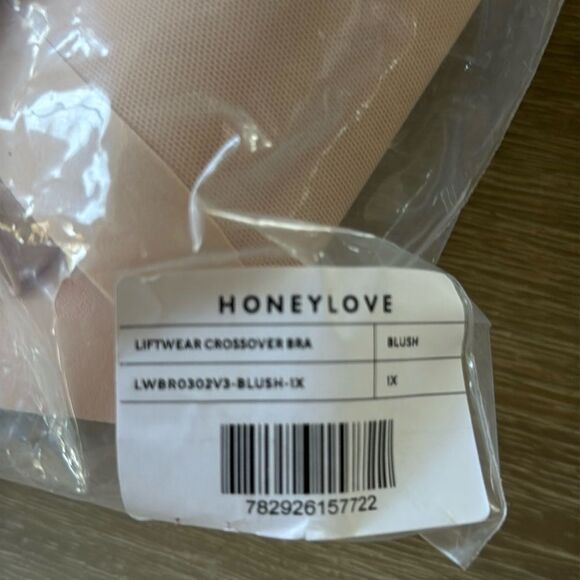 HONEYLOVE
LIFTWEAR CROSSOVER BRA BLUSH
LWBR0302V3-BLUSH-1X 1X
782926157722